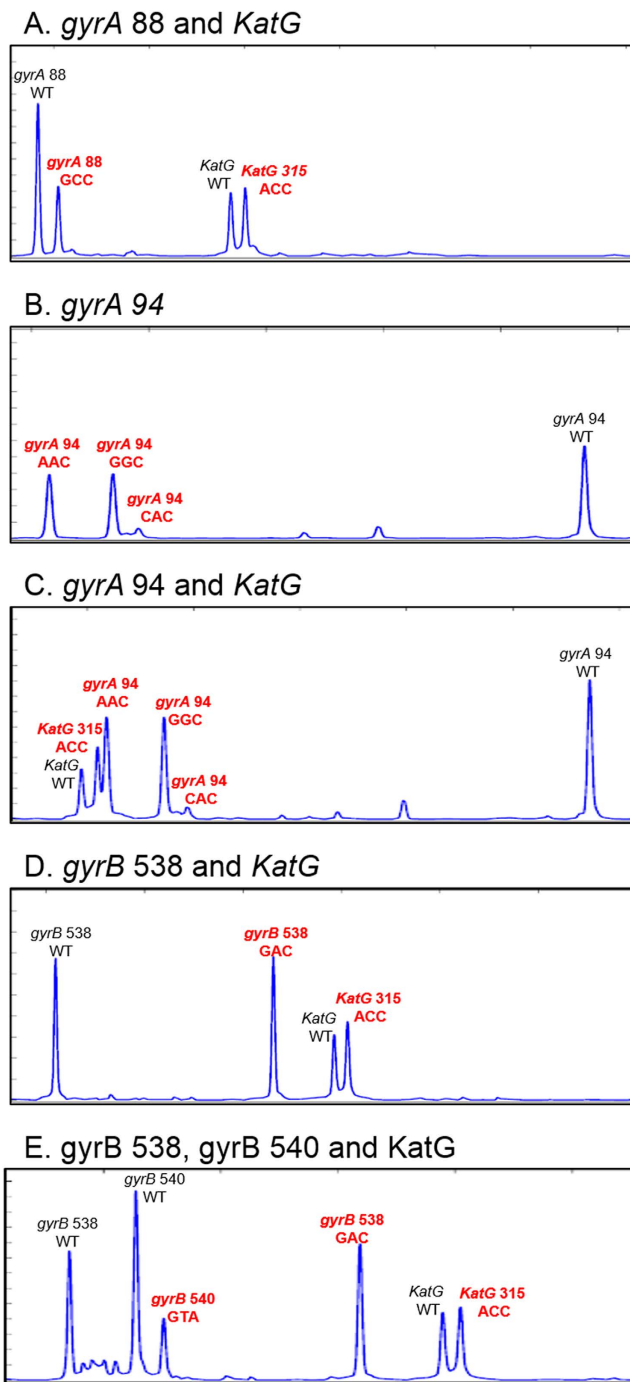 A. gyrA 88 and KatG
gyrA 88
WT
gyrA 88
GCC
KatG
WT
KatG 315
ACC
B. gyrA 94
gyrA 94
AAC
gyrA 94
GGC
gyrA 94
CAC
gyrA 94
WT
C. gyrA 94 and KatG
gyrA 94
AAC
gyrA 94
GGC
gyrA 94
WT
KatG 315
ACC
KatG
WT
gyrA 94
CAC
D. gyrB 538 and KatG
gyrB 538
WT
gyrB 538
GAC
KatG
WT
KatG 315
ACC
E. gyrB 538, gyrB 540 and KatG
gyrB 540
WT
gyrB 538
WT
gyrB 540
GTA
gyrB 538
GAC
KatG
WT
KatG 315
ACC